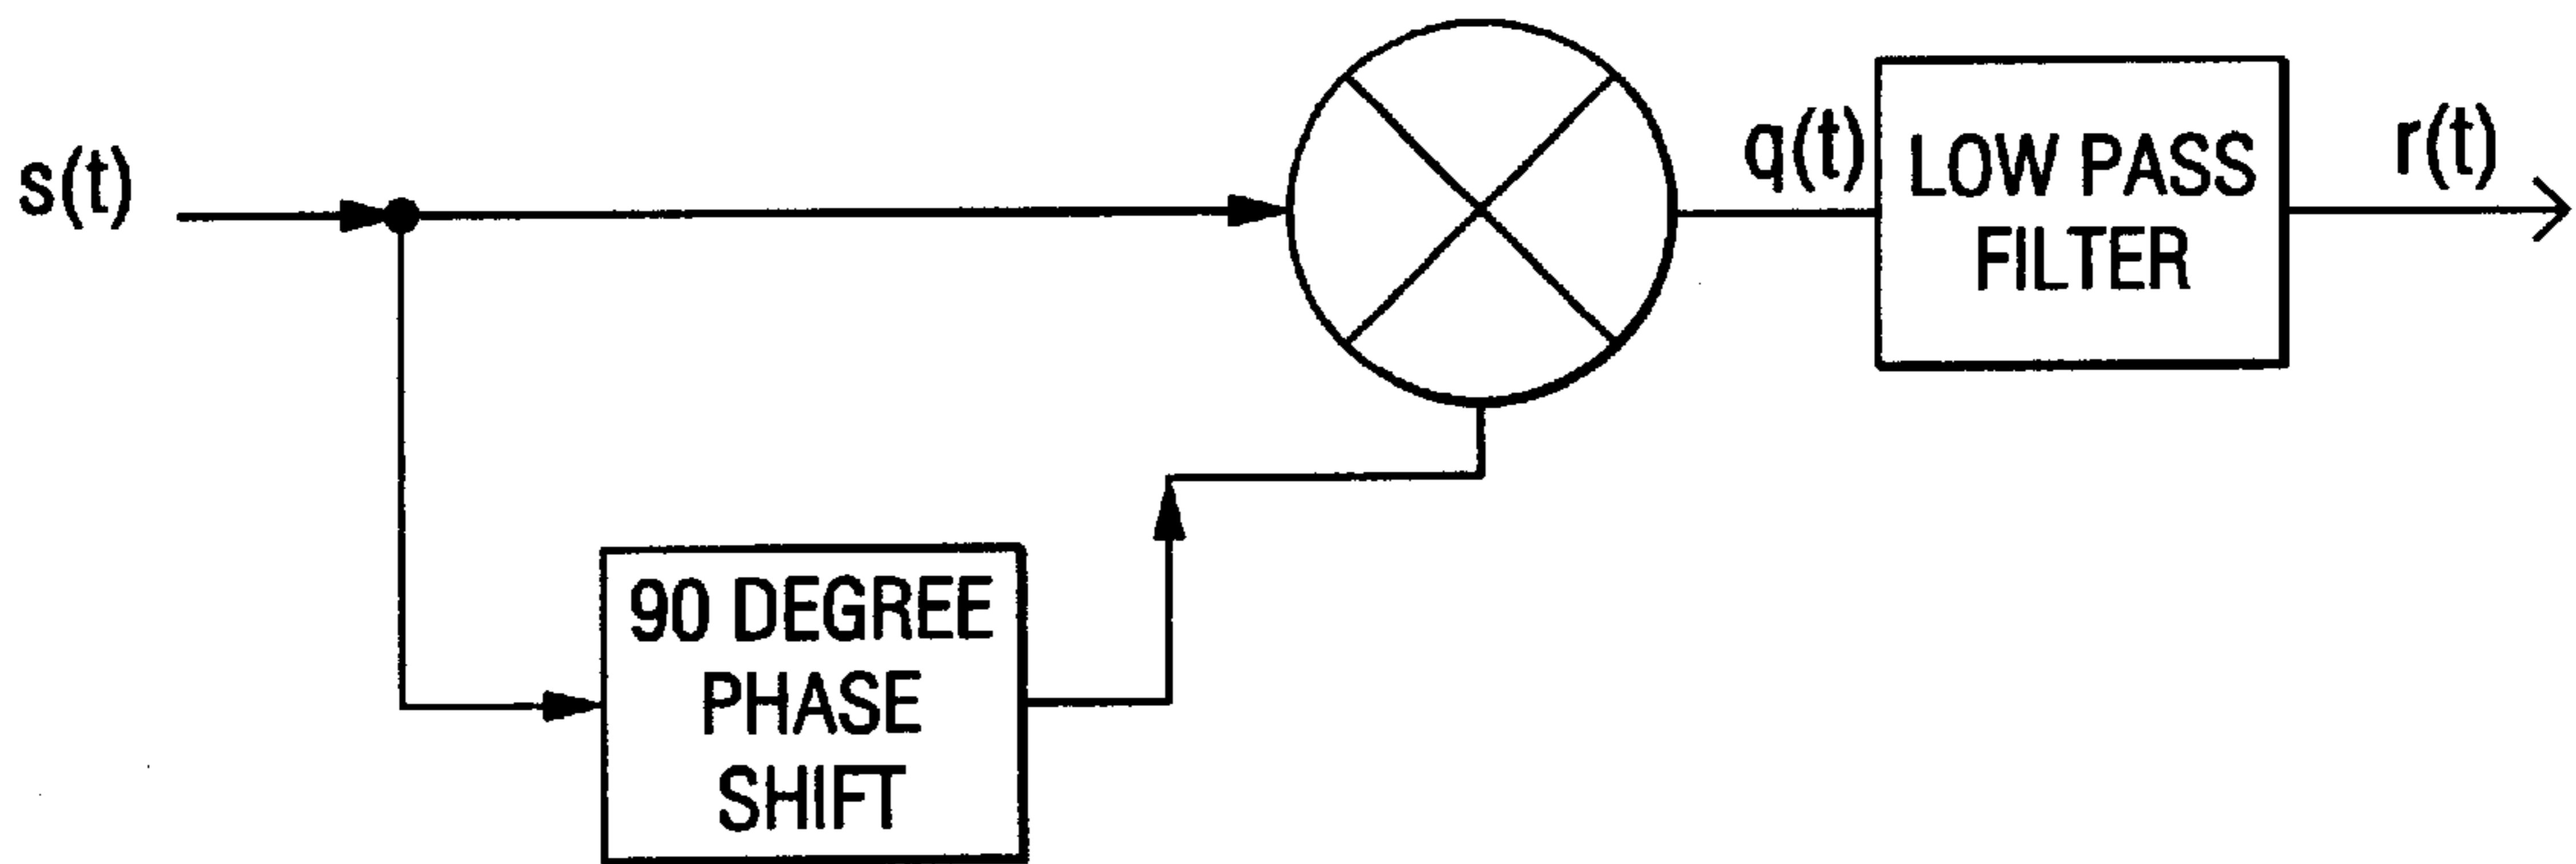 s(t)
q(t)
LOW PASS
FILTER
r(t)
90 DEGREE
PHASE
SHIFT